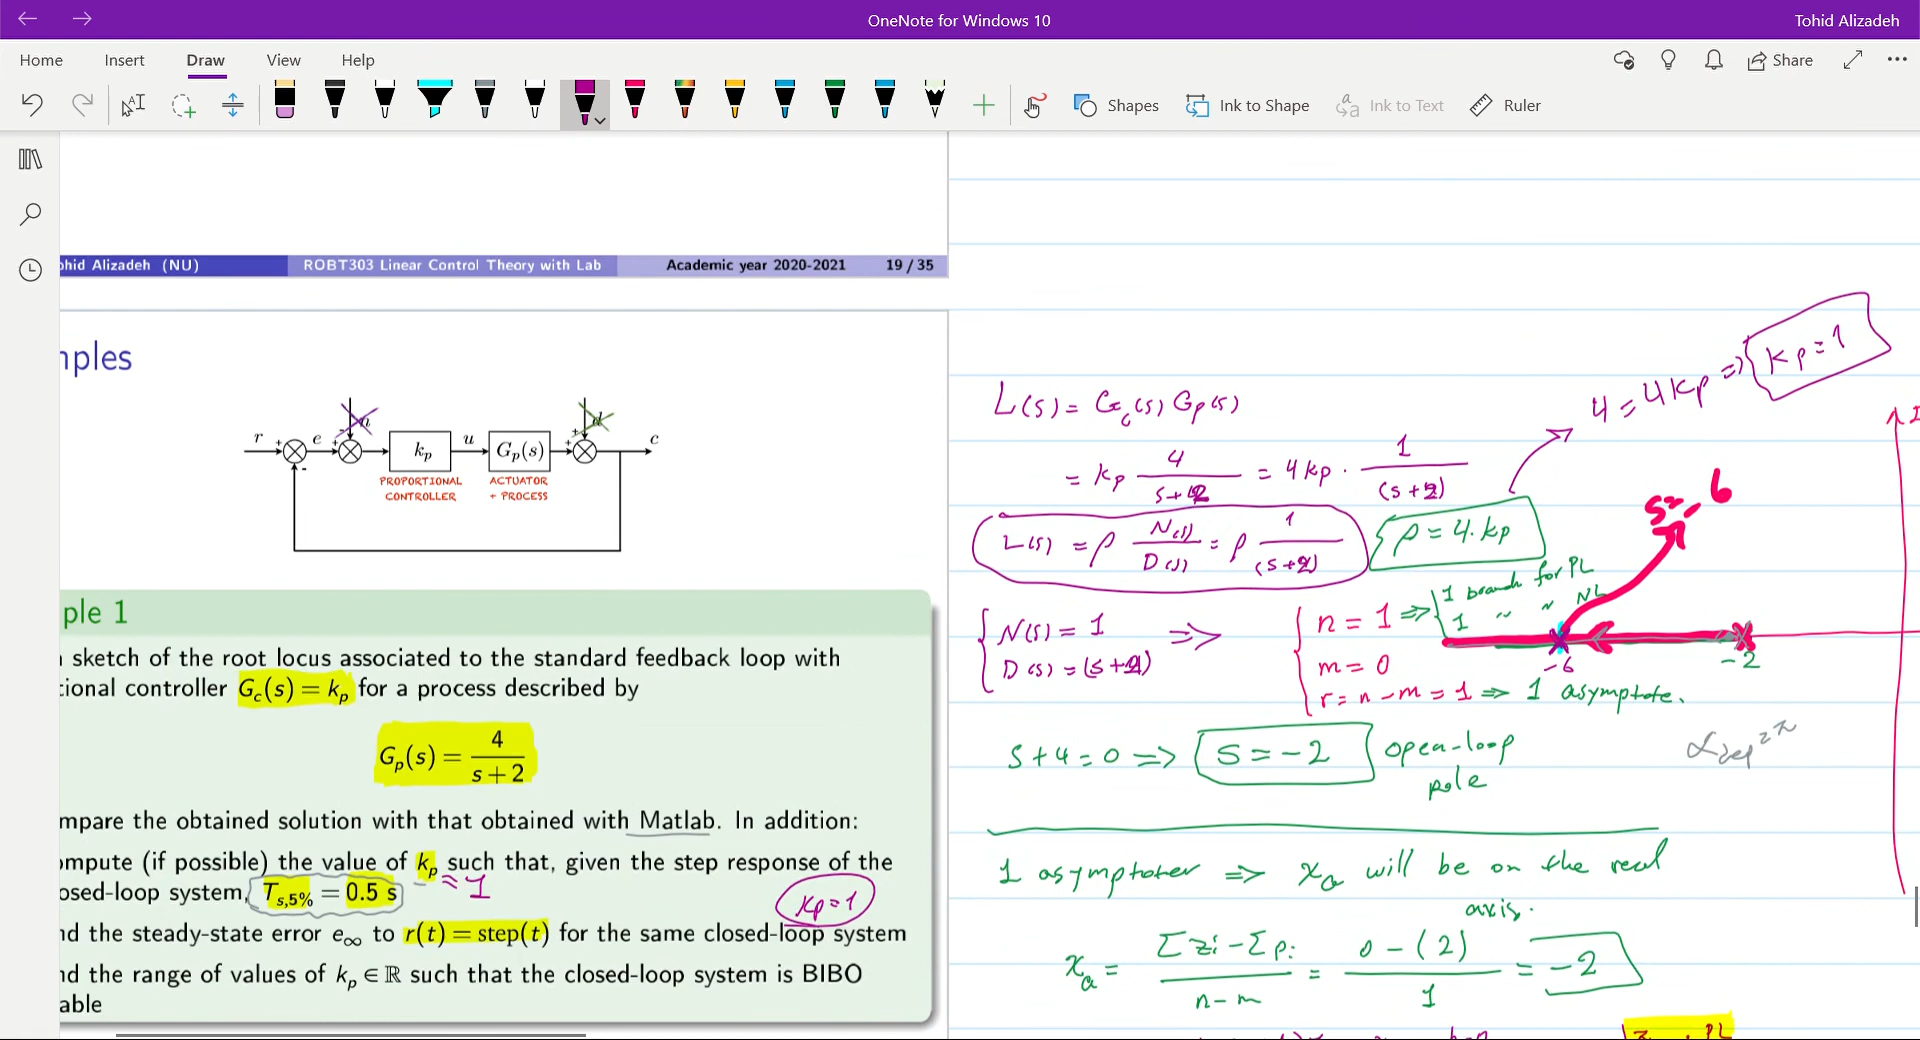 OneNote for Windows 10
Tohid Alizadeh
Home Insert Draw View Help
Share
Shapes Ink to Shape Ink to Text Ruler
ohid Alizadeh (NU) ROBT303 Linear Control Theory with Lab Academic year 2020-2021 19 / 35
mples
r e kp u Gp(s) c
PROPORTIONAL CONTROLLER
ACTUATOR + PROCESS
ple 1
sketch of the root locus associated to the standard feedback loop with
tional controller Gc(s) = kp for a process described by
Gp(s) = 4 / (s + 2)
mpare the obtained solution with that obtained with Matlab. In addition:
ompute (if possible) the value of kp such that, given the step response of the
osed-loop system, Ts,5% = 0.5 s
≈ 1
kp=1
nd the steady-state error e∞ to r(t) = step(t) for the same closed-loop system
nd the range of values of kp ∈ ℝ such that the closed-loop system is BIBO
able
L(s) = Gc(s) Gp(s)
= kp 4 / (s+2) = 4kp · 1 / (s+2)
4 = 4kp => kp = 1
L(s) = ρ N(s) / D(s) = ρ 1 / (s+2)
ρ = 4.kp
s=-6
N(s) = 1
D(s) = (s+2)
=>
n = 1 => 1 branch for PL
1 " " NL
m = 0
r = n - m = 1 => 1 asymptote.
-6
-2
s+4=0 => s = -2 open-loop
pole
1 asymptotes => xa will be on the real
axis.
xa = Σzi - Σpi / n-m = 0 - (2) / 1 = -2